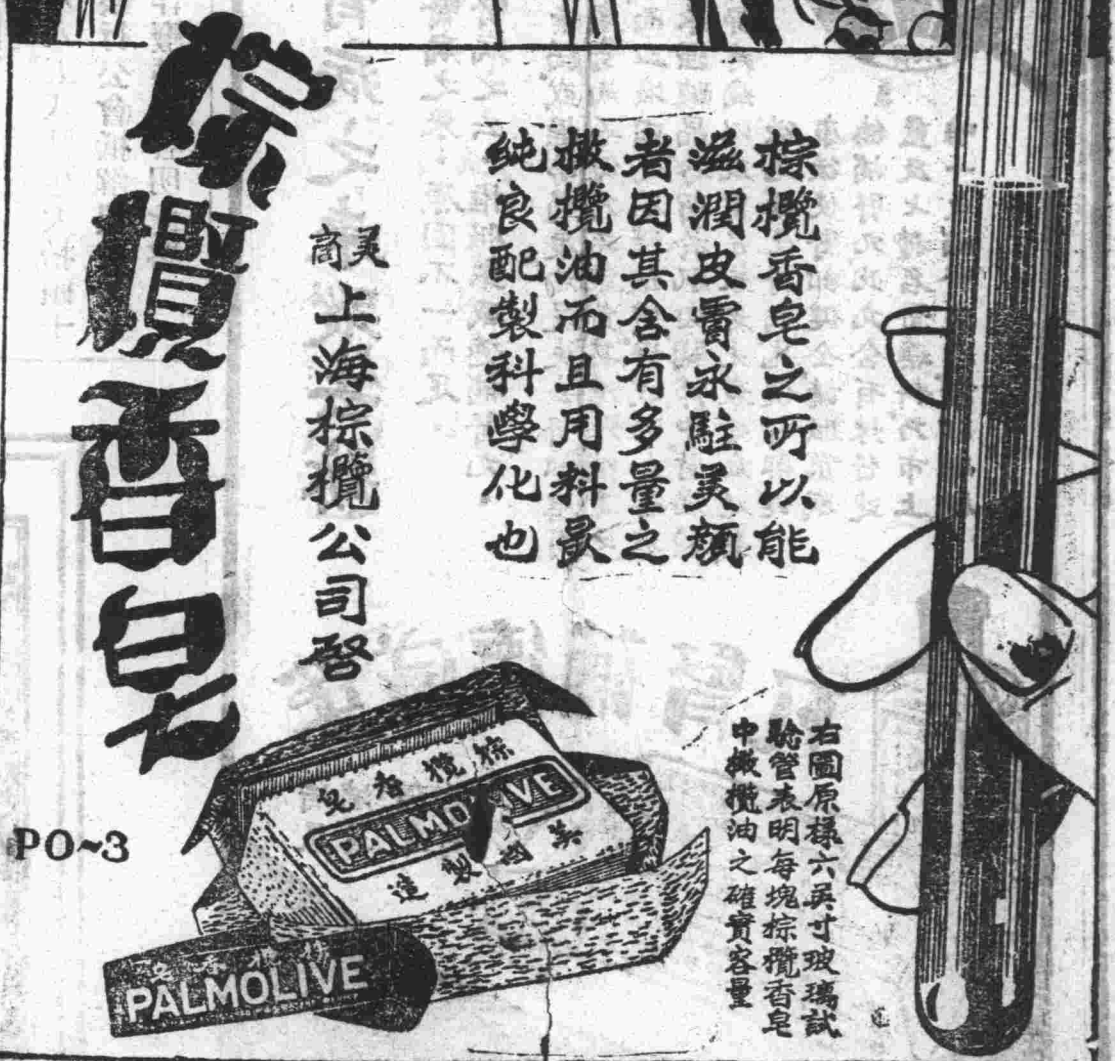 棕欖香皂之所以能
滋潤皮膚永駐美顏
者因其含有多量之
橄欖油而且用料最
純良配製科學化也
美商
上海棕欖公司啓
棕欖香皂
右圖原樣六英寸玻璃試
驗管表明每塊棕欖香皂
中橄欖油之確實容量
棕欖香皂
PALMOLIVE
美國製造
PALMOLIVE
PO~3